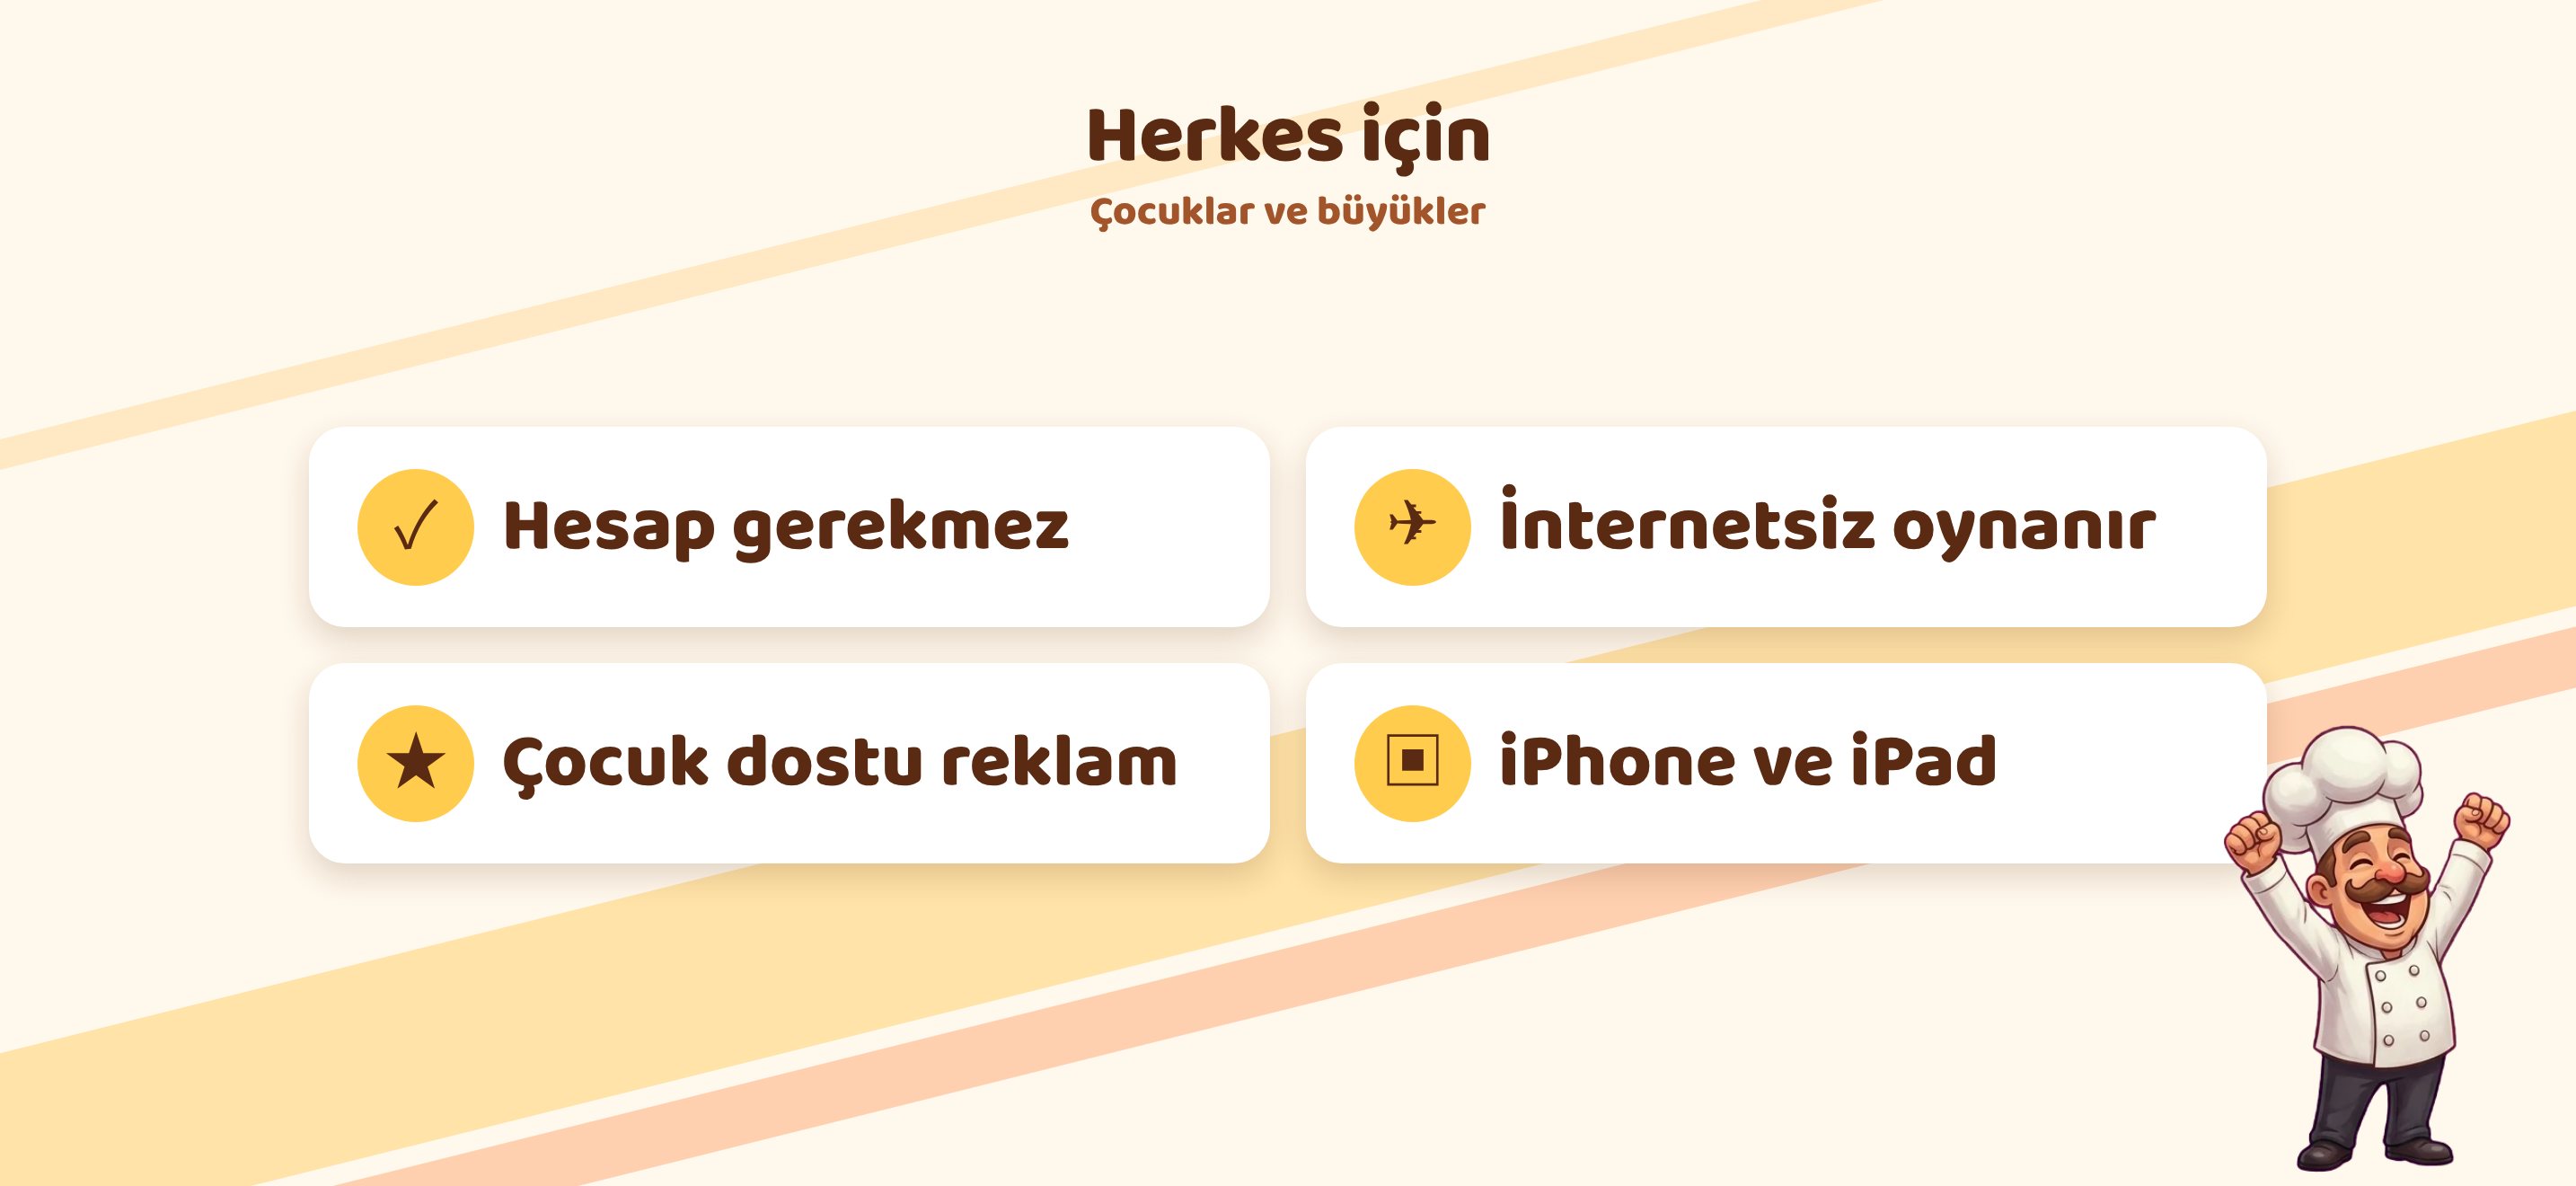 Herkes için
Çocuklar ve büyükler
Hesap gerekmez
İnternetsiz oynanır
Çocuk dostu reklam
iPhone ve iPad